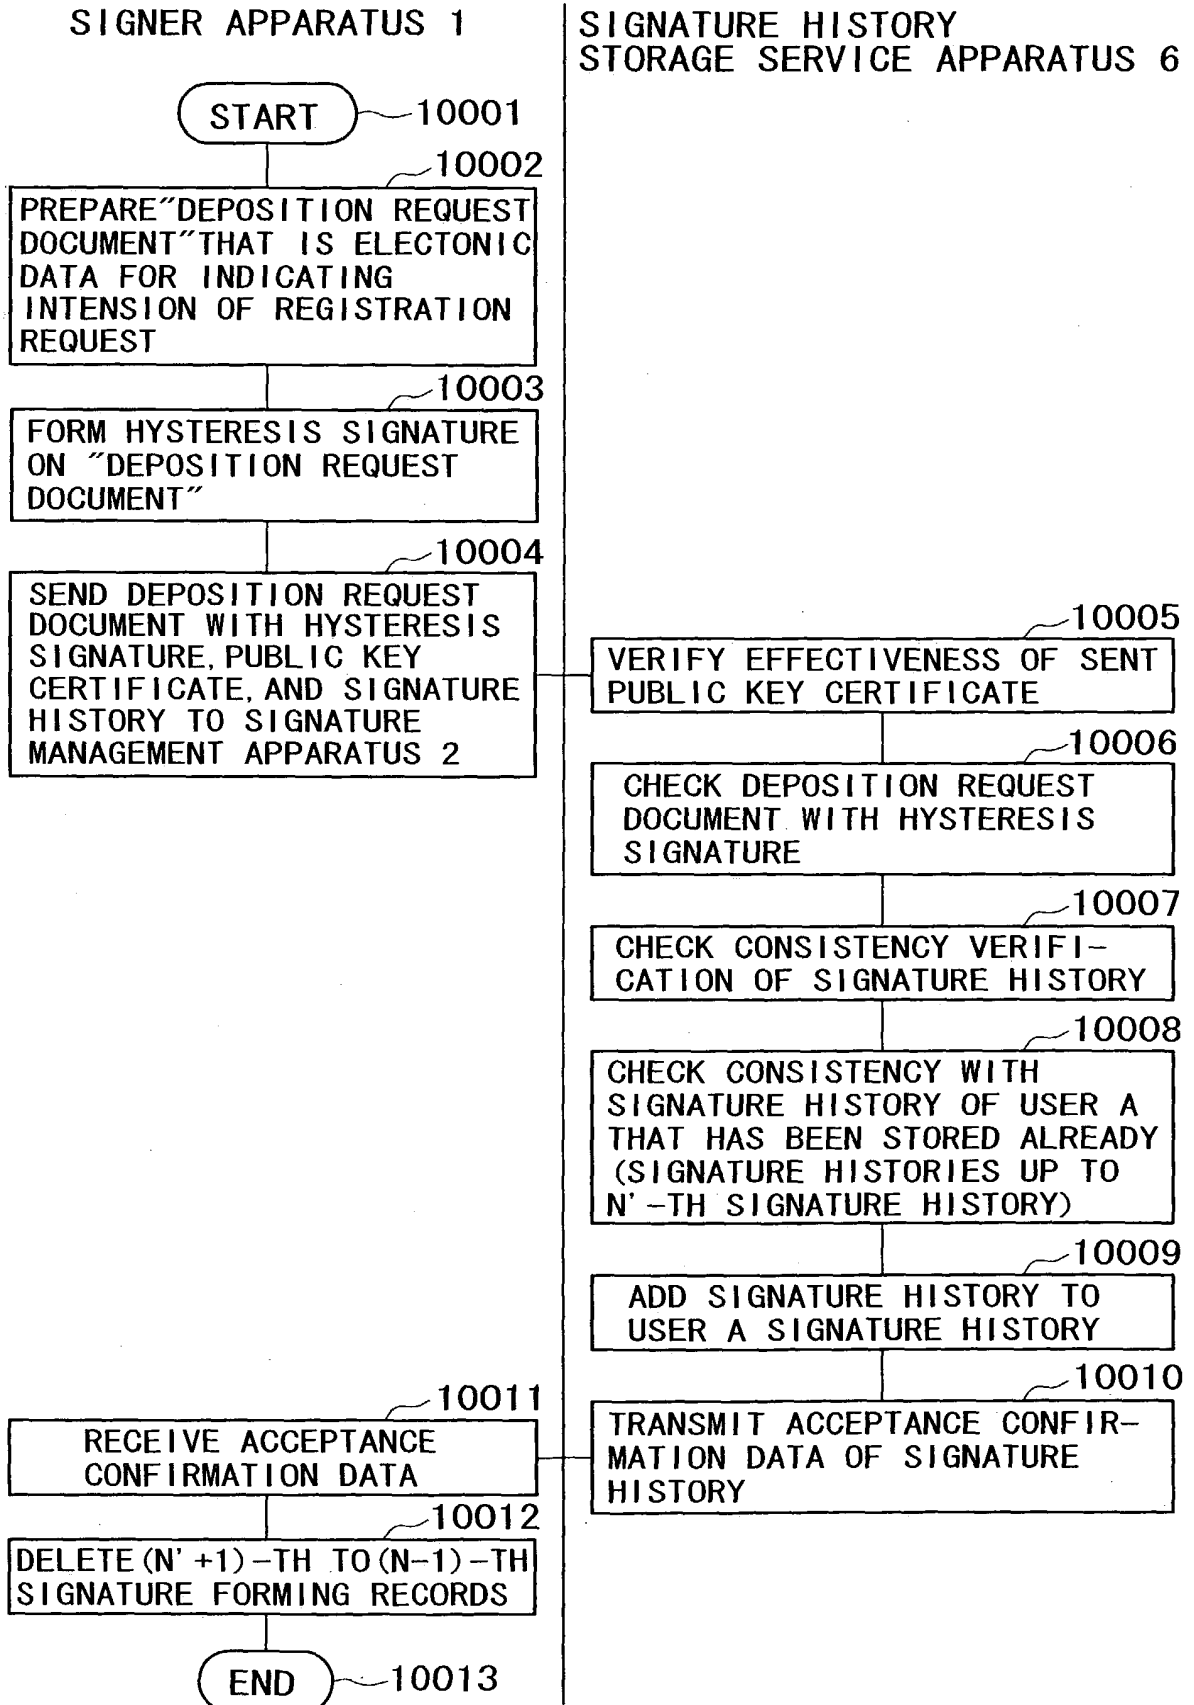 SIGNER APPARATUS 1
SIGNATURE HISTORY
STORAGE SERVICE APPARATUS 6
START
10001
10002
PREPARE"DEPOSITION REQUEST
DOCUMENT"THAT IS ELECTONIC
DATA FOR INDICATING
INTENSION OF REGISTRATION
REQUEST
10003
FORM HYSTERESIS SIGNATURE
ON "DEPOSITION REQUEST
DOCUMENT"
10004
SEND DEPOSITION REQUEST
DOCUMENT WITH HYSTERESIS
SIGNATURE, PUBLIC KEY
CERTIFICATE, AND SIGNATURE
HISTORY TO SIGNATURE
MANAGEMENT APPARATUS 2
10005
VERIFY EFFECTIVENESS OF SENT
PUBLIC KEY CERTIFICATE
10006
CHECK DEPOSITION REQUEST
DOCUMENT WITH HYSTERESIS
SIGNATURE
10007
CHECK CONSISTENCY VERIFI-
CATION OF SIGNATURE HISTORY
10008
CHECK CONSISTENCY WITH
SIGNATURE HISTORY OF USER A
THAT HAS BEEN STORED ALREADY
(SIGNATURE HISTORIES UP TO
N'-TH SIGNATURE HISTORY)
10009
ADD SIGNATURE HISTORY TO
USER A SIGNATURE HISTORY
10010
TRANSMIT ACCEPTANCE CONFIR-
MATION DATA OF SIGNATURE
HISTORY
10011
RECEIVE ACCEPTANCE
CONFIRMATION DATA
10012
DELETE(N'+1)-TH TO(N-1)-TH
SIGNATURE FORMING RECORDS
END
10013